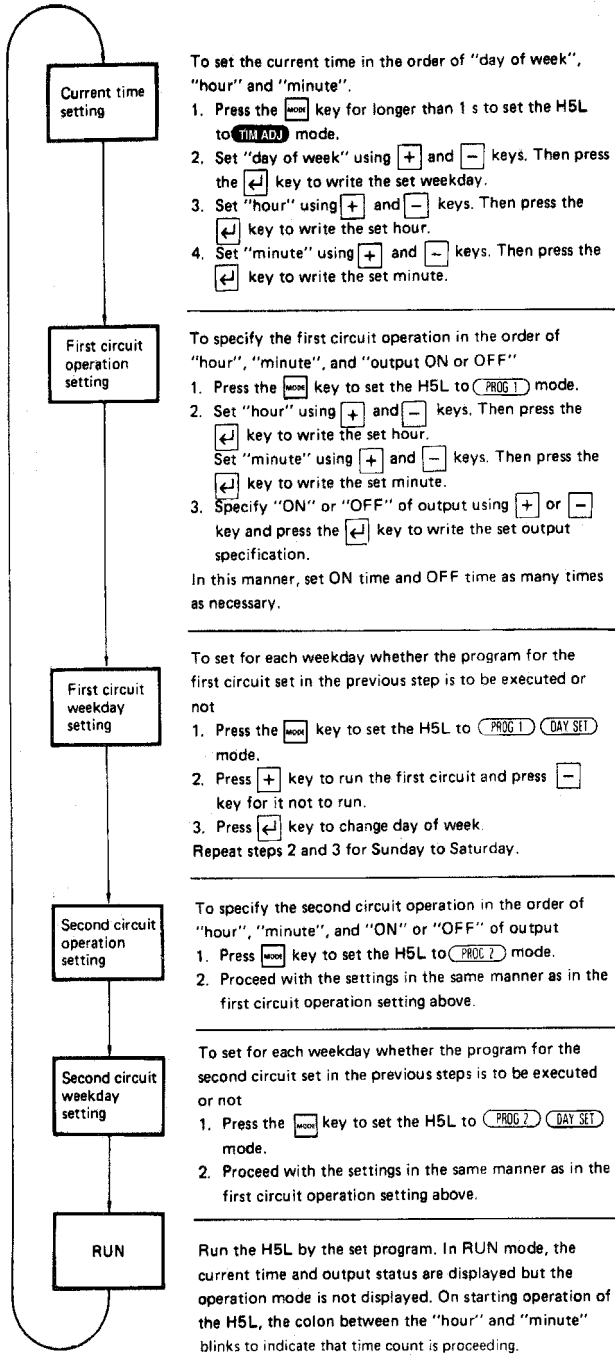 Current time
setting
To set the current time in the order of "day of week",
"hour" and "minute".
1. Press the MODE key for longer than 1 s to set the H5L
to TIM ADJ mode.
2. Set "day of week" using + and − keys. Then press
the ↵ key to write the set weekday.
3. Set "hour" using + and − keys. Then press the
↵ key to write the set hour.
4. Set "minute" using + and − keys. Then press the
↵ key to write the set minute.
First circuit
operation
setting
To specify the first circuit operation in the order of
"hour", "minute", and "output ON or OFF"
1. Press the MODE key to set the H5L to PROG 1 mode.
2. Set "hour" using + and − keys. Then press the
↵ key to write the set hour.
Set "minute" using + and − keys. Then press the
↵ key to write the set minute.
3. Specify "ON" or "OFF" of output using + or −
key and press the ↵ key to write the set output
specification.
In this manner, set ON time and OFF time as many times
as necessary.
First circuit
weekday
setting
To set for each weekday whether the program for the
first circuit set in the previous step is to be executed or
not
1. Press the MODE key to set the H5L to PROG 1 DAY SET
mode.
2. Press + key to run the first circuit and press −
key for it not to run.
3. Press ↵ key to change day of week.
Repeat steps 2 and 3 for Sunday to Saturday.
Second circuit
operation
setting
To specify the second circuit operation in the order of
"hour", "minute", and "ON" or "OFF" of output
1. Press MODE key to set the H5L to PROG 2 mode.
2. Proceed with the settings in the same manner as in the
first circuit operation setting above.
Second circuit
weekday
setting
To set for each weekday whether the program for the
second circuit set in the previous steps is to be executed
or not
1. Press the MODE key to set the H5L to PROG 2 DAY SET
mode.
2. Proceed with the settings in the same manner as in the
first circuit operation setting above.
RUN
Run the H5L by the set program. In RUN mode, the
current time and output status are displayed but the
operation mode is not displayed. On starting operation of
the H5L, the colon between the "hour" and "minute"
blinks to indicate that time count is proceeding.